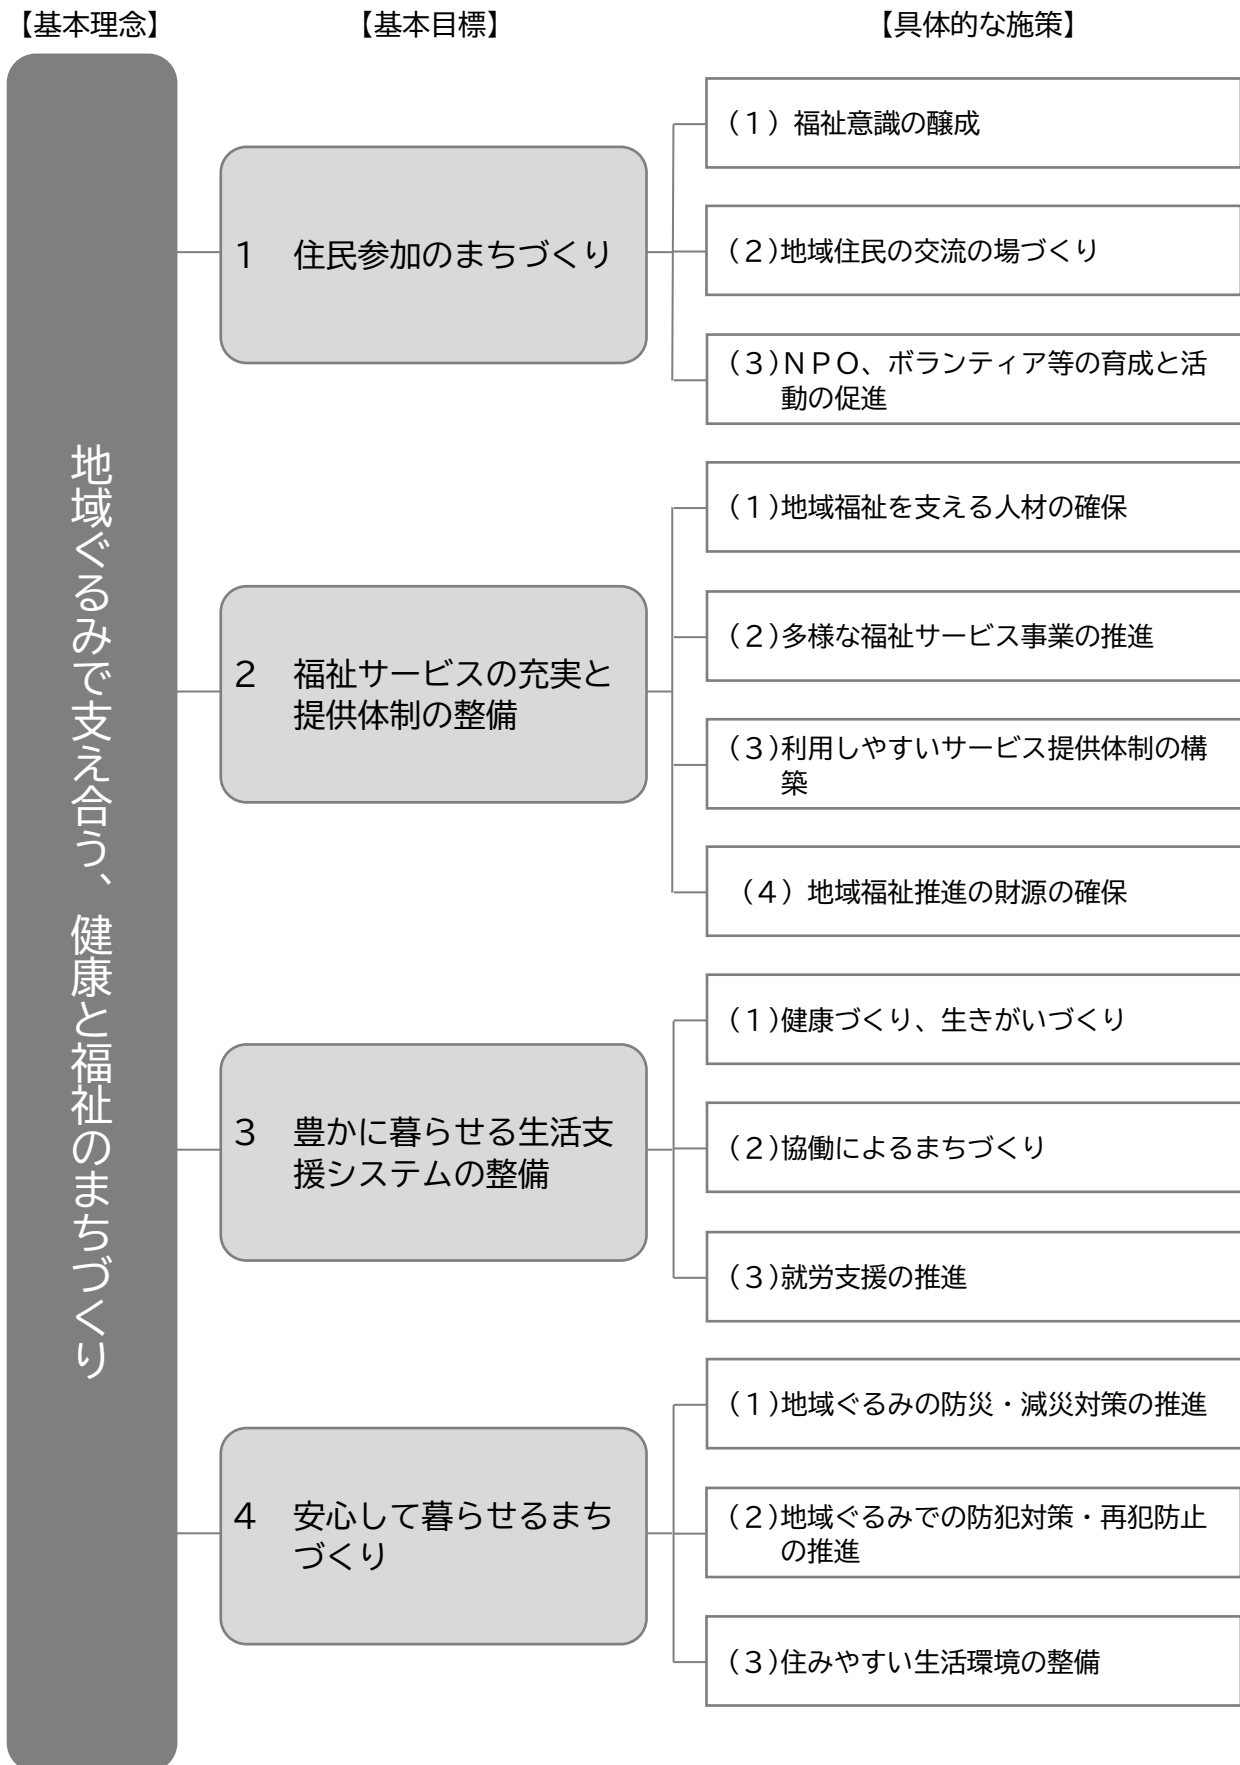 【基本理念】
【基本目標】
【具体的な施策】
地域ぐるみで支え合う、健康と福祉のまちづくり
１　住民参加のまちづくり
（１）福祉意識の醸成
（２）地域住民の交流の場づくり
（３）ＮＰＯ、ボランティア等の育成と活
動の促進
２　福祉サービスの充実と
提供体制の整備
（１）地域福祉を支える人材の確保
（２）多様な福祉サービス事業の推進
（３）利用しやすいサービス提供体制の構
築
（４）地域福祉推進の財源の確保
３　豊かに暮らせる生活支
援システムの整備
（１）健康づくり、生きがいづくり
（２）協働によるまちづくり
（３）就労支援の推進
４　安心して暮らせるまち
づくり
（１）地域ぐるみの防災・減災対策の推進
（２）地域ぐるみでの防犯対策・再犯防止
の推進
（３）住みやすい生活環境の整備